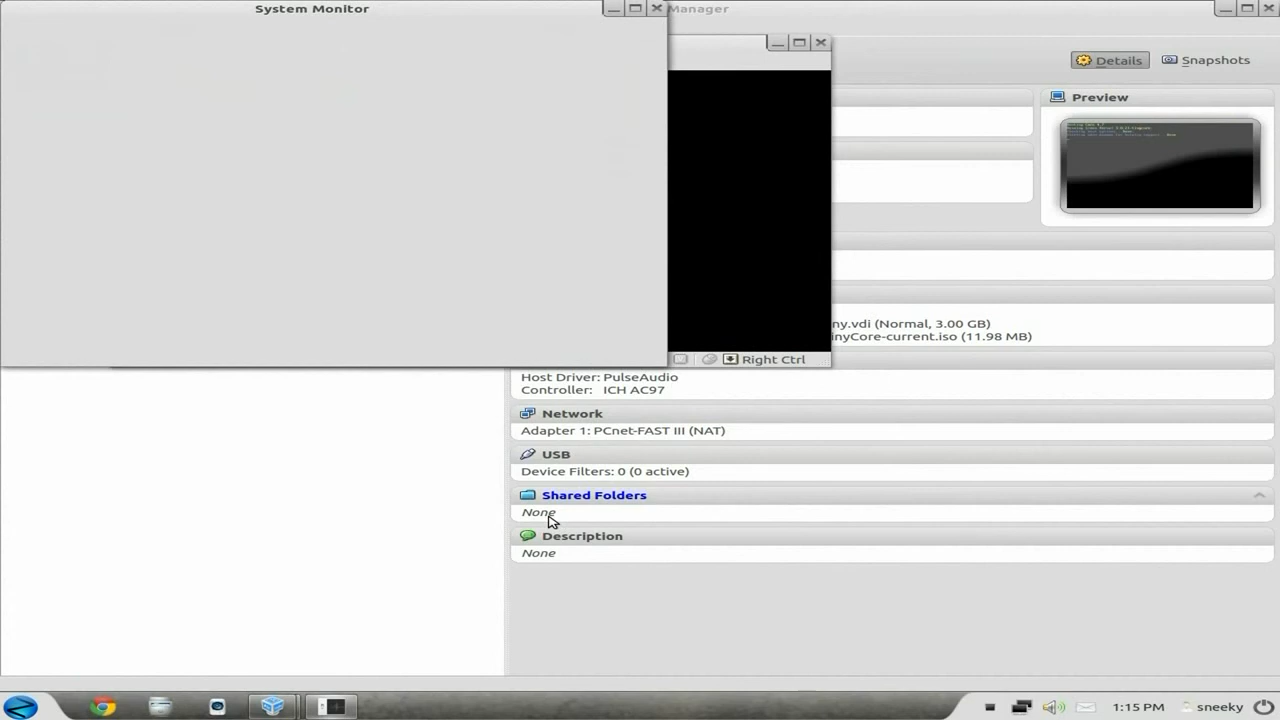 System Monitor
Manager
Details
Snapshots
Preview
ny.vdi (Normal, 3.00 GB)
inyCore-current.iso (11.98 MB)
Right Ctrl
Host Driver: PulseAudio
Controller: ICH AC97
Network
Adapter 1: PCnet-FAST III (NAT)
USB
Device Filters: 0 (0 active)
Shared Folders
None
Description
None
1:15 PM
sneeky